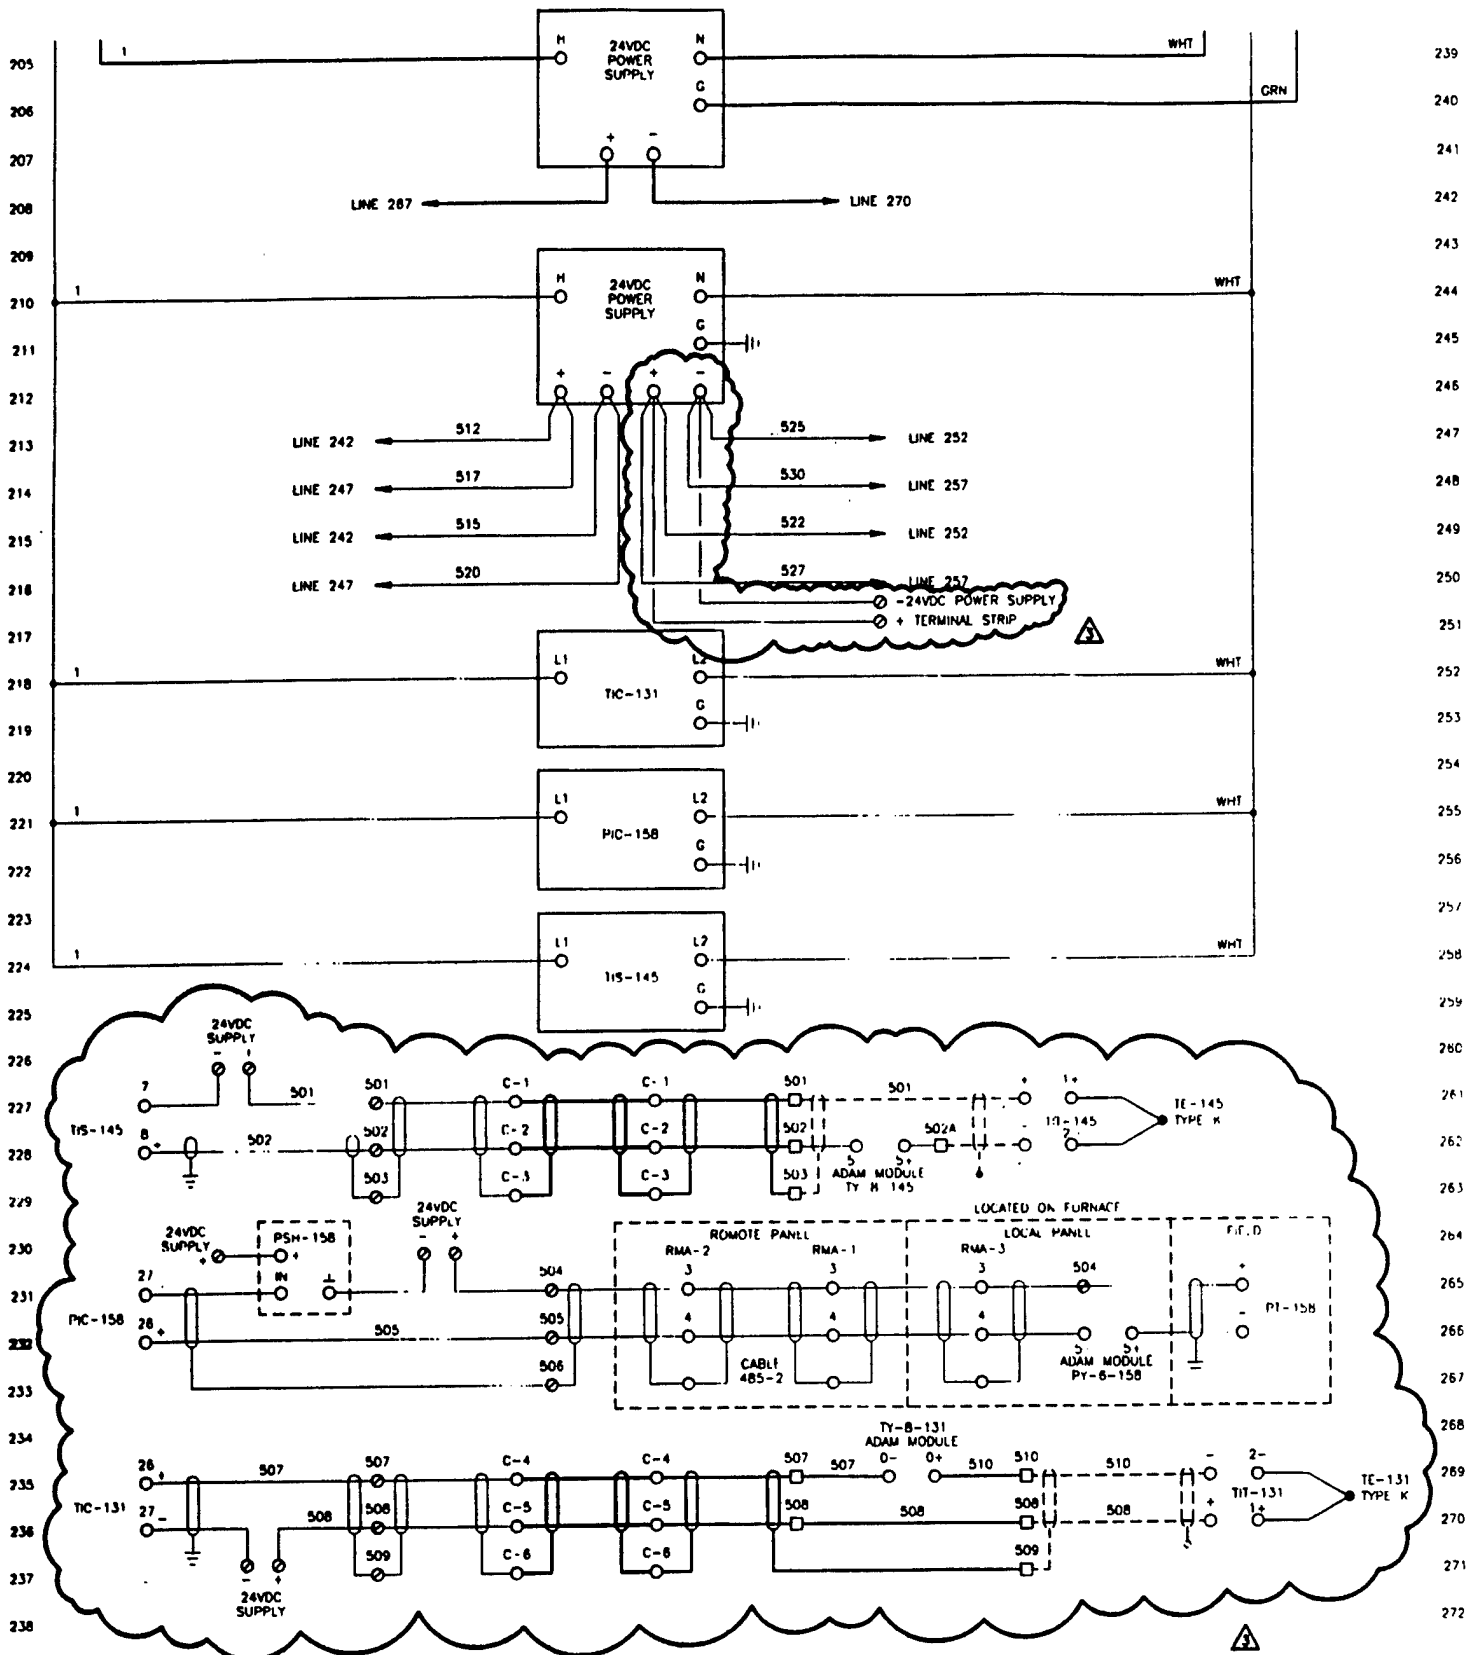 205 1 H 24VDC N WHT 239
POWER
SUPPLY
206 G GRN 240
207 + - 241
208 LINE 267 LINE 270 242
209 243
210 1 H 24VDC N WHT 244
POWER
SUPPLY
211 G 245
212 + - + - 246
213 LINE 242 512 525 LINE 252 247
214 LINE 247 517 530 LINE 257 248
215 LINE 242 515 522 LINE 252 249
216 LINE 247 520 527 LINE 257 250
-24VDC POWER SUPPLY
217 + TERMINAL STRIP 251
3
218 1 L1 TIC-131 L2 WHT 252
219 G 253
220 254
221 1 L1 PIC-158 L2 WHT 255
222 G 256
223 257
224 1 L1 TIS-145 L2 WHT 258
225 G 259
24VDC
SUPPLY
226 - + 260
227 7 501 501 C-1 C-1 501 501 + 1+ 261
TIS-145 TE-145
TYPE K
228 8 + 502 502 C-2 C-2 502 5 5+ 502A - 262
ADAM MODULE
229 503 C-3 C-3 503 263
24VDC
SUPPLY
LOCATED ON FURNACE
230 24VDC
SUPPLY + PSH-158 + - + ROMOTE PANEL LOCAL PANEL FIELD 264
RMA-2 RMA-1 RMA-3
231 27 IN 504 3 3 3 504 + 265
PIC-158 PT-158
232 28 + 505 505 4 4 4 5 5+ - 266
CABLE
485-2
ADAM MODULE
PY-6-158
233 506 267
234 268
TY-8-131
ADAM MODULE
235 26 + 507 507 C-4 C-4 507 507 0- 0+ 510 510 510 - 2- 269
TIC-131 TIT-131 TE-131
TYPE K
236 27 - 508 508 C-5 C-5 508 508 508 508 + 1+ 270
237 - + 509 C-6 C-6 509 271
24VDC
SUPPLY
238 272
3